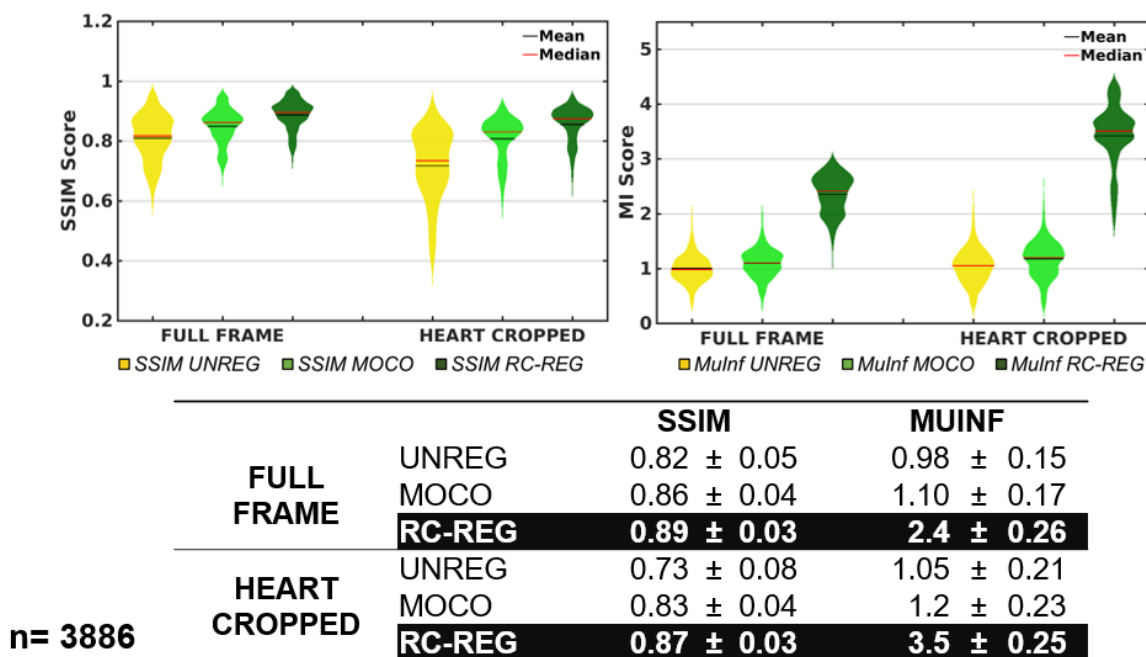 1.2
1
0.8
0.6
0.4
0.2
SSIM Score
Mean
Median
FULL FRAME
HEART CROPPED
SSIM UNREG
SSIM MOCO
SSIM RC-REG
5
4
3
2
1
0
MI Score
Mean
Median
FULL FRAME
HEART CROPPED
MuInf UNREG
MuInf MOCO
MuInf RC-REG
SSIM MUINF
FULL FRAME
UNREG 0.82 ± 0.05 0.98 ± 0.15
MOCO 0.86 ± 0.04 1.10 ± 0.17
RC-REG 0.89 ± 0.03 2.4 ± 0.26
HEART CROPPED
UNREG 0.73 ± 0.08 1.05 ± 0.21
MOCO 0.83 ± 0.04 1.2 ± 0.23
RC-REG 0.87 ± 0.03 3.5 ± 0.25
n= 3886